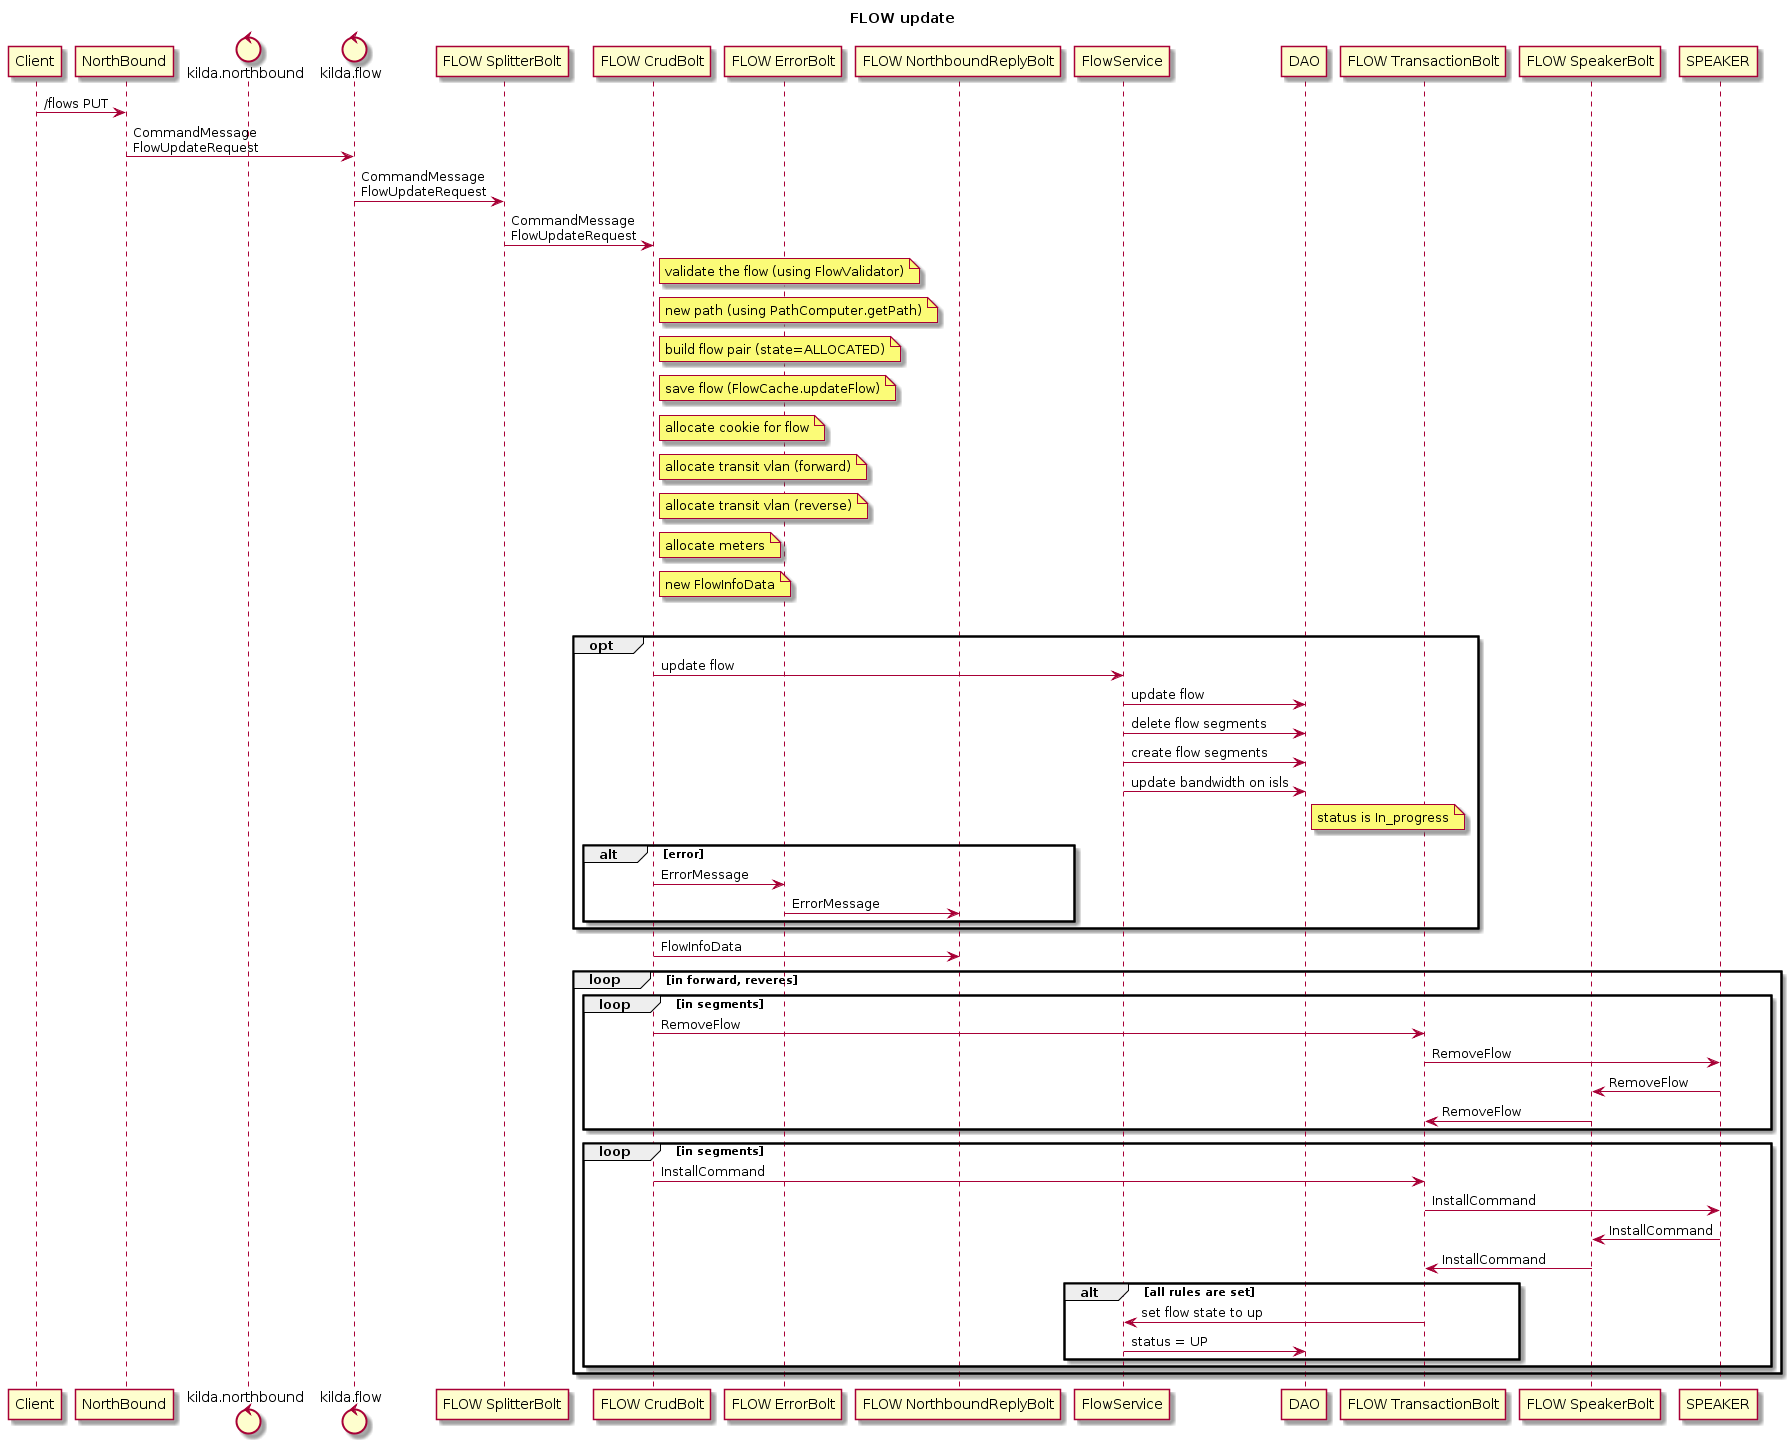 FLOW update
Client
NorthBound
kilda.northbound
kilda.flow
FLOW SplitterBolt
FLOW CrudBolt
FLOW ErrorBolt
FLOW NorthboundReplyBolt
FlowService
DAO
FLOW TransactionBolt
FLOW SpeakerBolt
SPEAKER
/flows PUT
CommandMessage
FlowUpdateRequest
CommandMessage
FlowUpdateRequest
CommandMessage
FlowUpdateRequest
validate the flow (using FlowValidator)
new path (using PathComputer.getPath)
build flow pair (state=ALLOCATED)
save flow (FlowCache.updateFlow)
allocate cookie for flow
allocate transit vlan (forward)
allocate transit vlan (reverse)
allocate meters
new FlowInfoData
opt
update flow
update flow
delete flow segments
create flow segments
update bandwidth on isls
status is In_progress
alt [error]
ErrorMessage
ErrorMessage
FlowInfoData
loop [in forward, reveres]
loop [in segments]
RemoveFlow
RemoveFlow
RemoveFlow
RemoveFlow
loop [in segments]
InstallCommand
InstallCommand
InstallCommand
InstallCommand
alt [all rules are set]
set flow state to up
status = UP
Client
NorthBound
kilda.northbound
kilda.flow
FLOW SplitterBolt
FLOW CrudBolt
FLOW ErrorBolt
FLOW NorthboundReplyBolt
FlowService
DAO
FLOW TransactionBolt
FLOW SpeakerBolt
SPEAKER